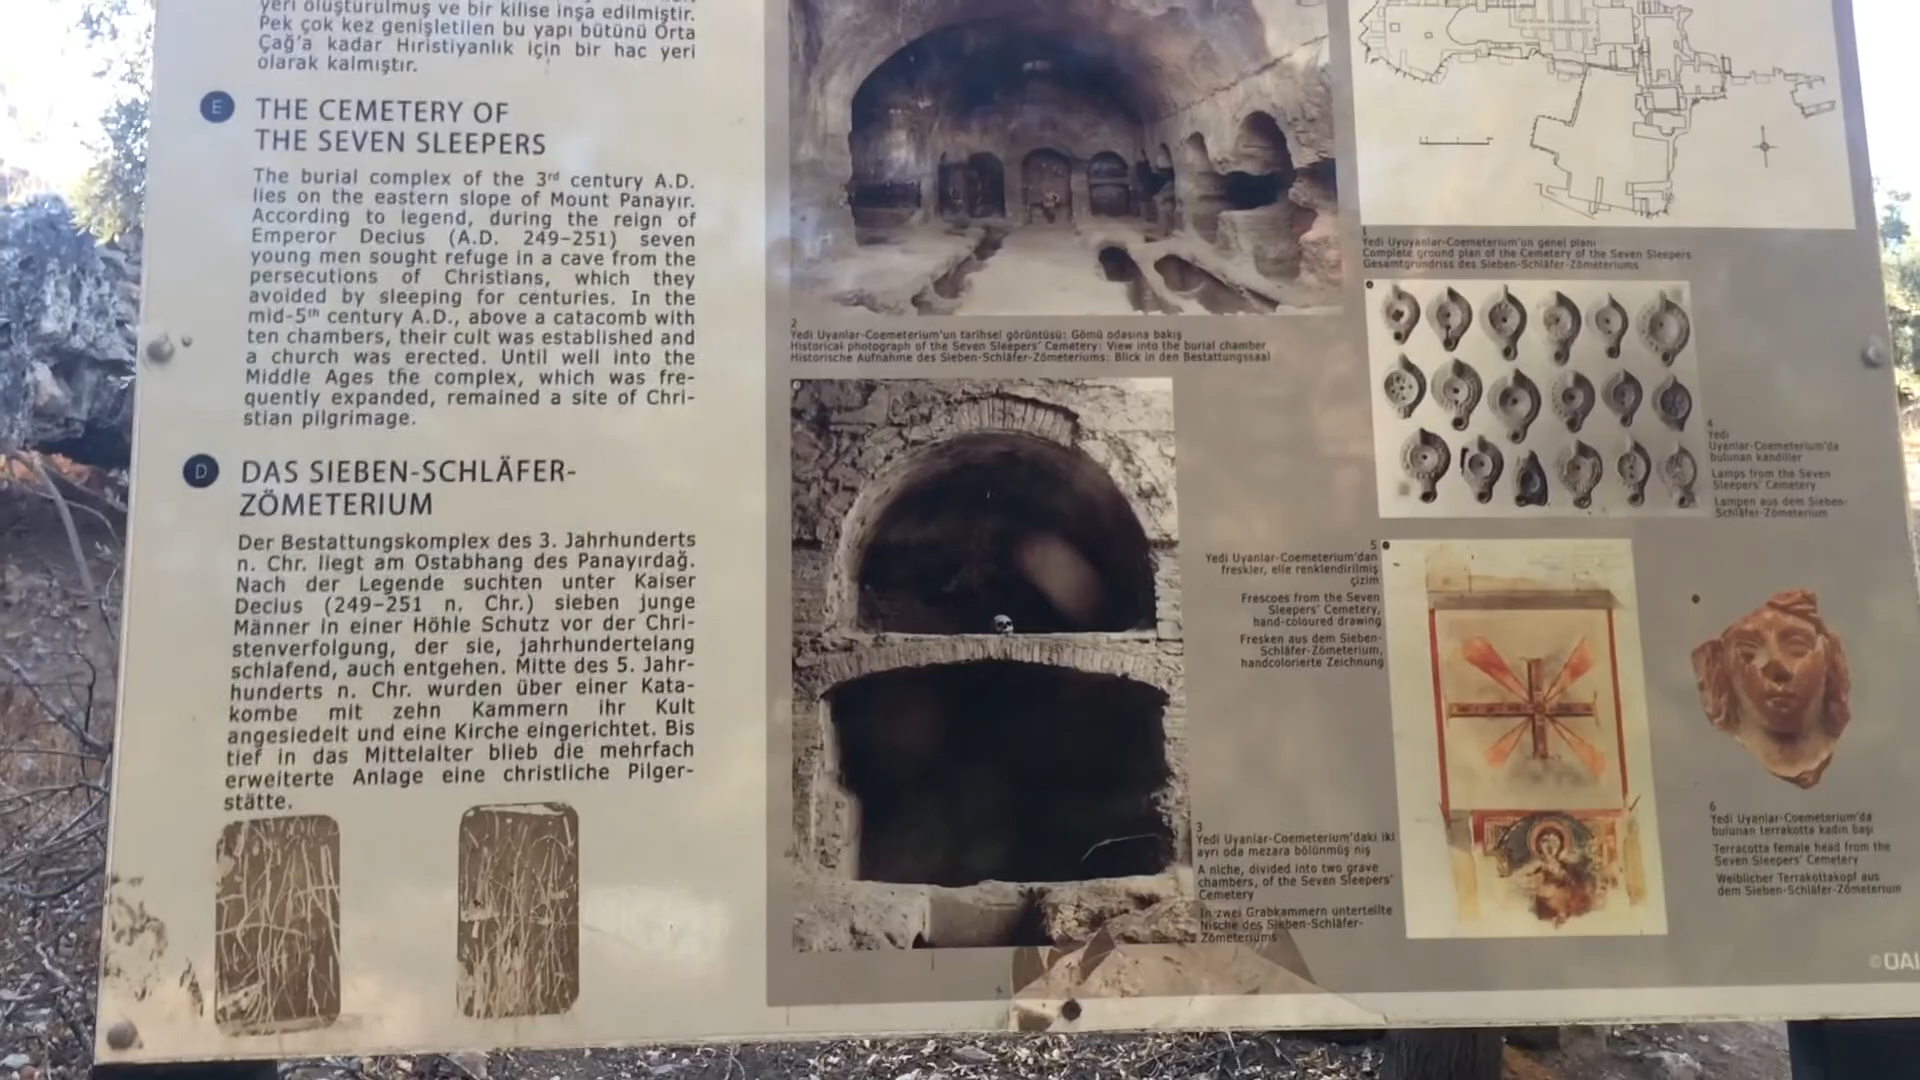 yeri oluşturulmuş ve bir kilise inşa edilmiştir.
Pek çok kez genişletilen bu yapı bütünü Orta
Çağ'a kadar Hıristiyanlık için bir hac yeri
olarak kalmıştır.
E
THE CEMETERY OF
THE SEVEN SLEEPERS
The burial complex of the 3rd century A.D.
lies on the eastern slope of Mount Panayır.
According to legend, during the reign of
Emperor Decius (A.D. 249–251) seven
young men sought refuge in a cave from the
persecutions of Christians, which they
avoided by sleeping for centuries. In the
mid-5th century A.D., above a catacomb with
ten chambers, their cult was established and
a church was erected. Until well into the
Middle Ages the complex, which was fre-
quently expanded, remained a site of Chri-
stian pilgrimage.
D
DAS SIEBEN-SCHLÄFER-
ZÖMETERIUM
Der Bestattungskomplex des 3. Jahrhunderts
n. Chr. liegt am Ostabhang des Panayırdağ.
Nach der Legende suchten unter Kaiser
Decius (249–251 n. Chr.) sieben junge
Männer in einer Höhle Schutz vor der Chri-
stenverfolgung, der sie, jahrhundertelang
schlafend, auch entgehen. Mitte des 5. Jahr-
hunderts n. Chr. wurden über einer Kata-
kombe mit zehn Kammern ihr Kult
angesiedelt und eine Kirche eingerichtet. Bis
tief in das Mittelalter blieb die mehrfach
erweiterte Anlage eine christliche Pilger-
stätte.
2
Yedi Uyanlar-Coemeterium'un tarihsel görüntüsü: Gömü odasına bakış
Historical photograph of the Seven Sleepers' Cemetery: View into the burial chamber
Historische Aufnahme des Sieben-Schläfer-Zömeteriums: Blick in den Bestattungssaal
1
Yedi Uyuyanlar-Coemeterium'un genel planı
Complete ground plan of the Cemetery of the Seven Sleepers
Gesamtgrundriss des Sieben-Schläfer-Zömeteriums
4
Yedi
Uyanlar-Coemeterium'da
bulunan kandiller
Lamps from the Seven
Sleepers' Cemetery
Lampen aus dem Sieben-
Schläfer-Zömeterium
5
Yedi Uyanlar-Coemeterium'dan
freskler, elle renklendirilmiş
çizim
Frescoes from the Seven
Sleepers' Cemetery,
hand-coloured drawing
Fresken aus dem Sieben-
Schläfer-Zömeterium,
handcolorierte Zeichnung
3
Yedi Uyanlar-Coemeterium'daki iki
ayrı oda mezara bölünmüş niş
A niche, divided into two grave
chambers, of the Seven Sleepers'
Cemetery
In zwei Grabkammern unterteilte
Nische des Sieben-Schläfer-
Zömeteriums
6
Yedi Uyanlar-Coemeterium'da
bulunan terrakotta kadın başı
Terracotta female head from the
Seven Sleepers' Cemetery
Weiblicher Terrakottakopf aus
dem Sieben-Schläfer-Zömeterium